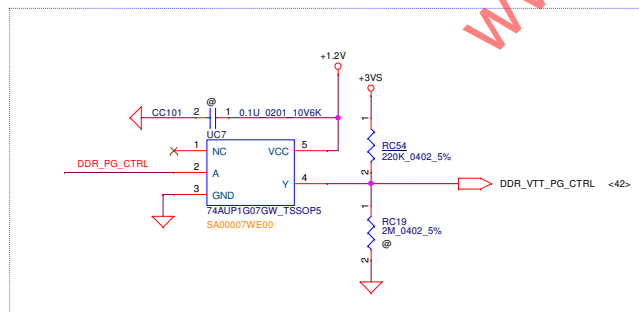 +1.2V
+3VS
@
CC101 2 1 0.1U_0201_10V6K
UC7
1 NC VCC 5
DDR_PG_CTRL 2 A
3 GND Y 4
74AUP1G07GW_TSSOP5
SA00007WE00
1
RC54
220K_0402_5%
2
DDR_VTT_PG_CTRL <42>
1
RC19
2M_0402_5%
@
2